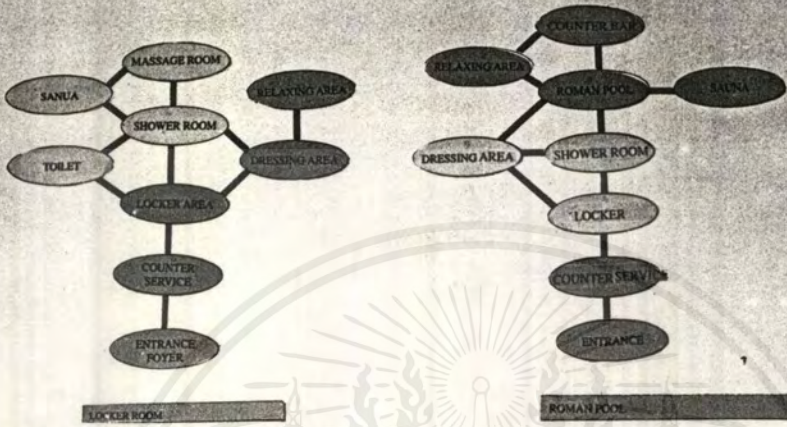 MASSAGE ROOM
SANUA
SHOWER ROOM
RELAXING AREA
TOILET
DRESSING AREA
LOCKER AREA
COUNTER
SERVICE
ENTRANCE
FOYER
LOCKER ROOM
COUNTER BAR
RELAXING AREA
ROMAN POOL
SAUNA
DRESSING AREA
SHOWER ROOM
LOCKER
COUNTER SERVICE
ENTRANCE
ROMAN POOL